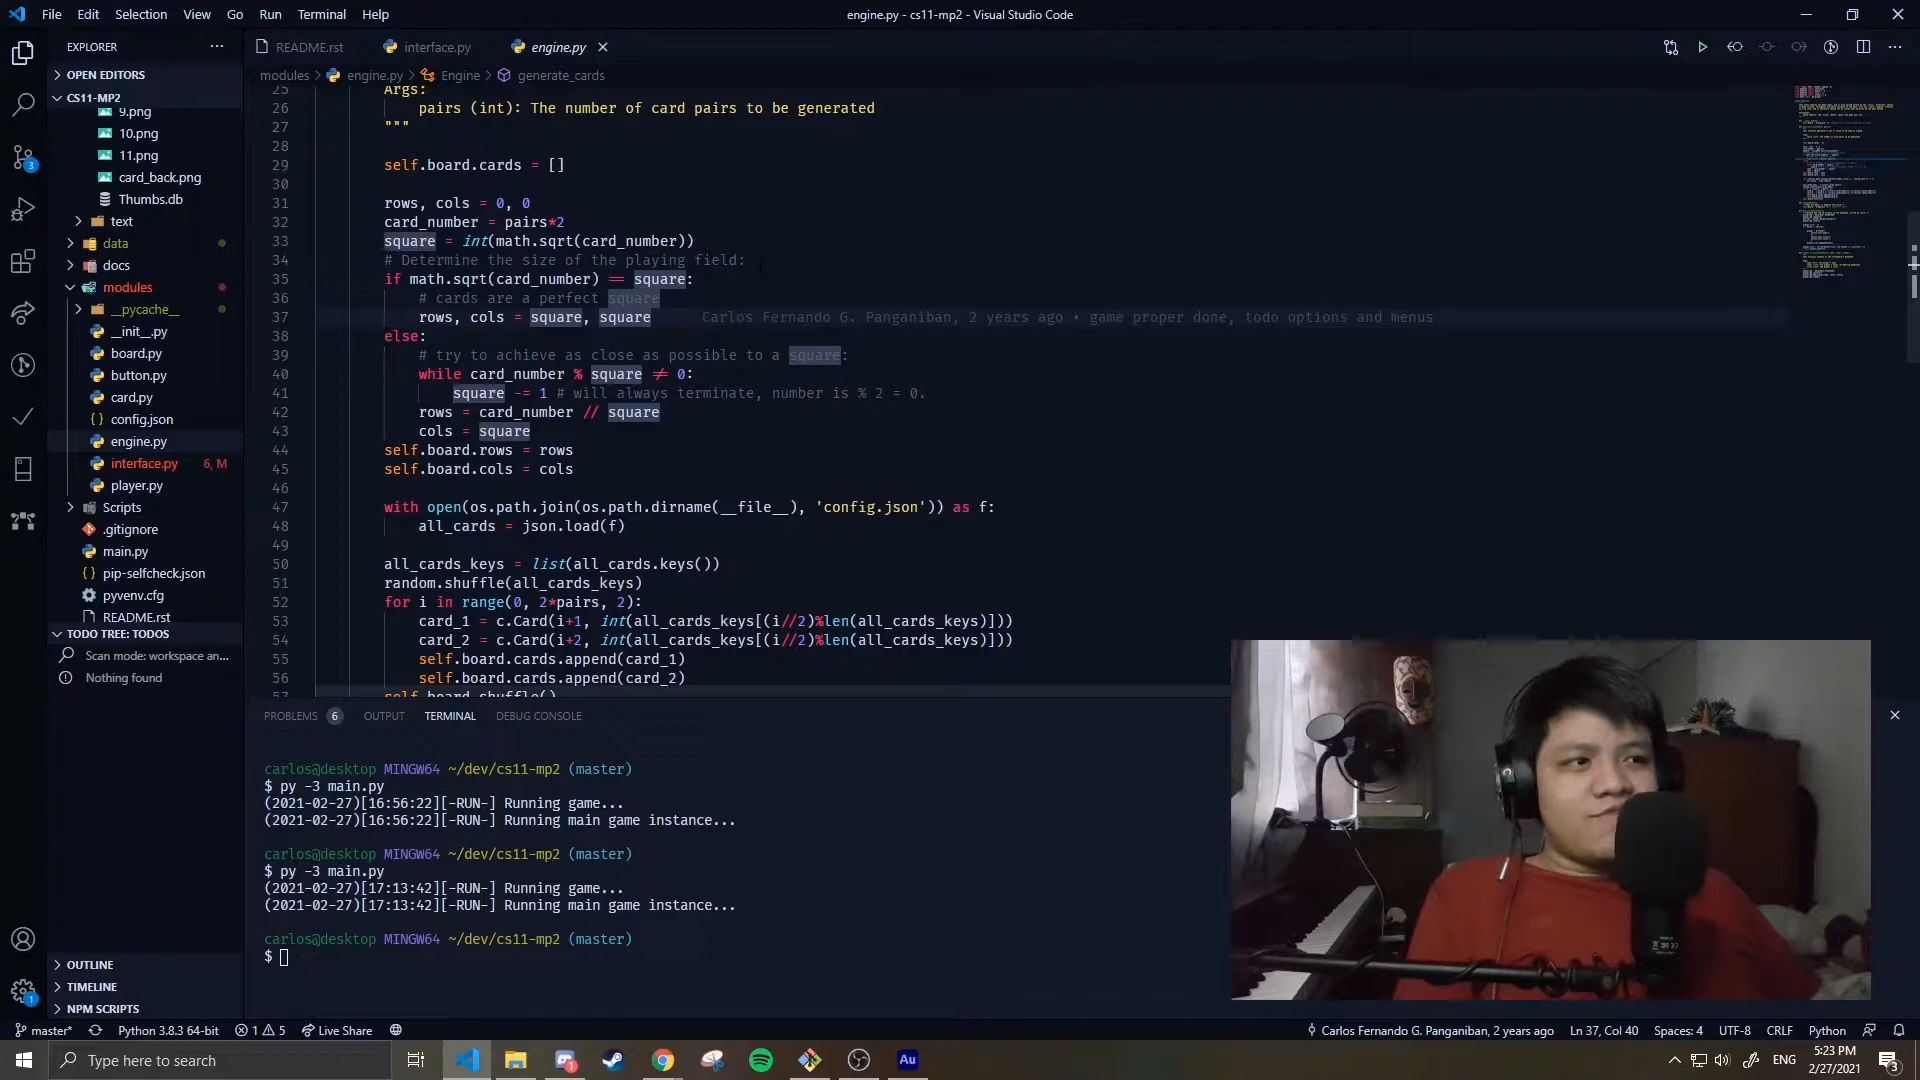 File Edit Selection View Go Run Terminal Help
engine.py - cs11-mp2 - Visual Studio Code
EXPLORER
OPEN EDITORS
CS11-MP2
9.png
10.png
11.png
card_back.png
Thumbs.db
text
data
docs
modules
__pycache__
__init__.py
board.py
button.py
card.py
config.json
engine.py
interface.py 6, M
player.py
Scripts
.gitignore
main.py
pip-selfcheck.json
pyvenv.cfg
README.rst
TODO TREE: TODOS
Scan mode: workspace an...
Nothing found
OUTLINE
TIMELINE
NPM SCRIPTS
3
1
README.rst interface.py engine.py
modules > engine.py > Engine > generate_cards
25 Args:
26 pairs (int): The number of card pairs to be generated
27 """
28
29 self.board.cards = []
30
31 rows, cols = 0, 0
32 card_number = pairs*2
33 square = int(math.sqrt(card_number))
34 # Determine the size of the playing field:
35 if math.sqrt(card_number) == square:
36 # cards are a perfect square
37 rows, cols = square, square Carlos Fernando G. Panganiban, 2 years ago • game proper done, todo options and menus
38 else:
39 # try to achieve as close as possible to a square:
40 while card_number % square != 0:
41 square -= 1 # will always terminate, number is % 2 = 0.
42 rows = card_number // square
43 cols = square
44 self.board.rows = rows
45 self.board.cols = cols
46
47 with open(os.path.join(os.path.dirname(__file__), 'config.json')) as f:
48 all_cards = json.load(f)
49
50 all_cards_keys = list(all_cards.keys())
51 random.shuffle(all_cards_keys)
52 for i in range(0, 2*pairs, 2):
53 card_1 = c.Card(i+1, int(all_cards_keys[(i//2)%len(all_cards_keys)]))
54 card_2 = c.Card(i+2, int(all_cards_keys[(i//2)%len(all_cards_keys)]))
55 self.board.cards.append(card_1)
56 self.board.cards.append(card_2)
57 self.board.shuffle()
PROBLEMS 6 OUTPUT TERMINAL DEBUG CONSOLE
carlos@desktop MINGW64 ~/dev/cs11-mp2 (master)
$ py -3 main.py
(2021-02-27)[16:56:22][-RUN-] Running game...
(2021-02-27)[16:56:22][-RUN-] Running main game instance...
carlos@desktop MINGW64 ~/dev/cs11-mp2 (master)
$ py -3 main.py
(2021-02-27)[17:13:42][-RUN-] Running game...
(2021-02-27)[17:13:42][-RUN-] Running main game instance...
carlos@desktop MINGW64 ~/dev/cs11-mp2 (master)
$
master* Python 3.8.3 64-bit 1 5 Live Share Carlos Fernando G. Panganiban, 2 years ago Ln 37, Col 40 Spaces: 4 UTF-8 CRLF Python
Type here to search
1
Au
ENG
5:23 PM
2/27/2021
3